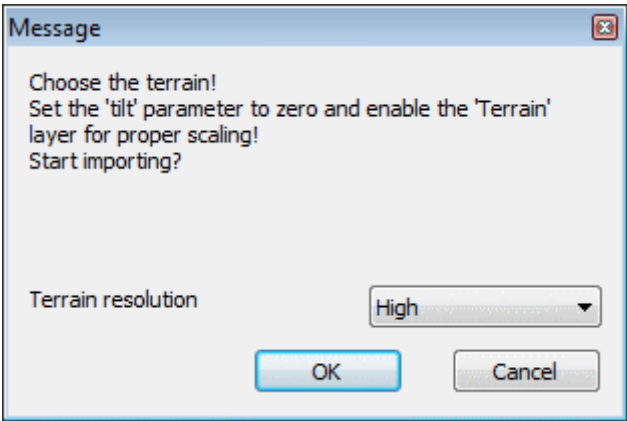 Message
Choose the terrain!
Set the 'tilt' parameter to zero and enable the 'Terrain'
layer for proper scaling!
Start importing?
Terrain resolution
High
OK
Cancel